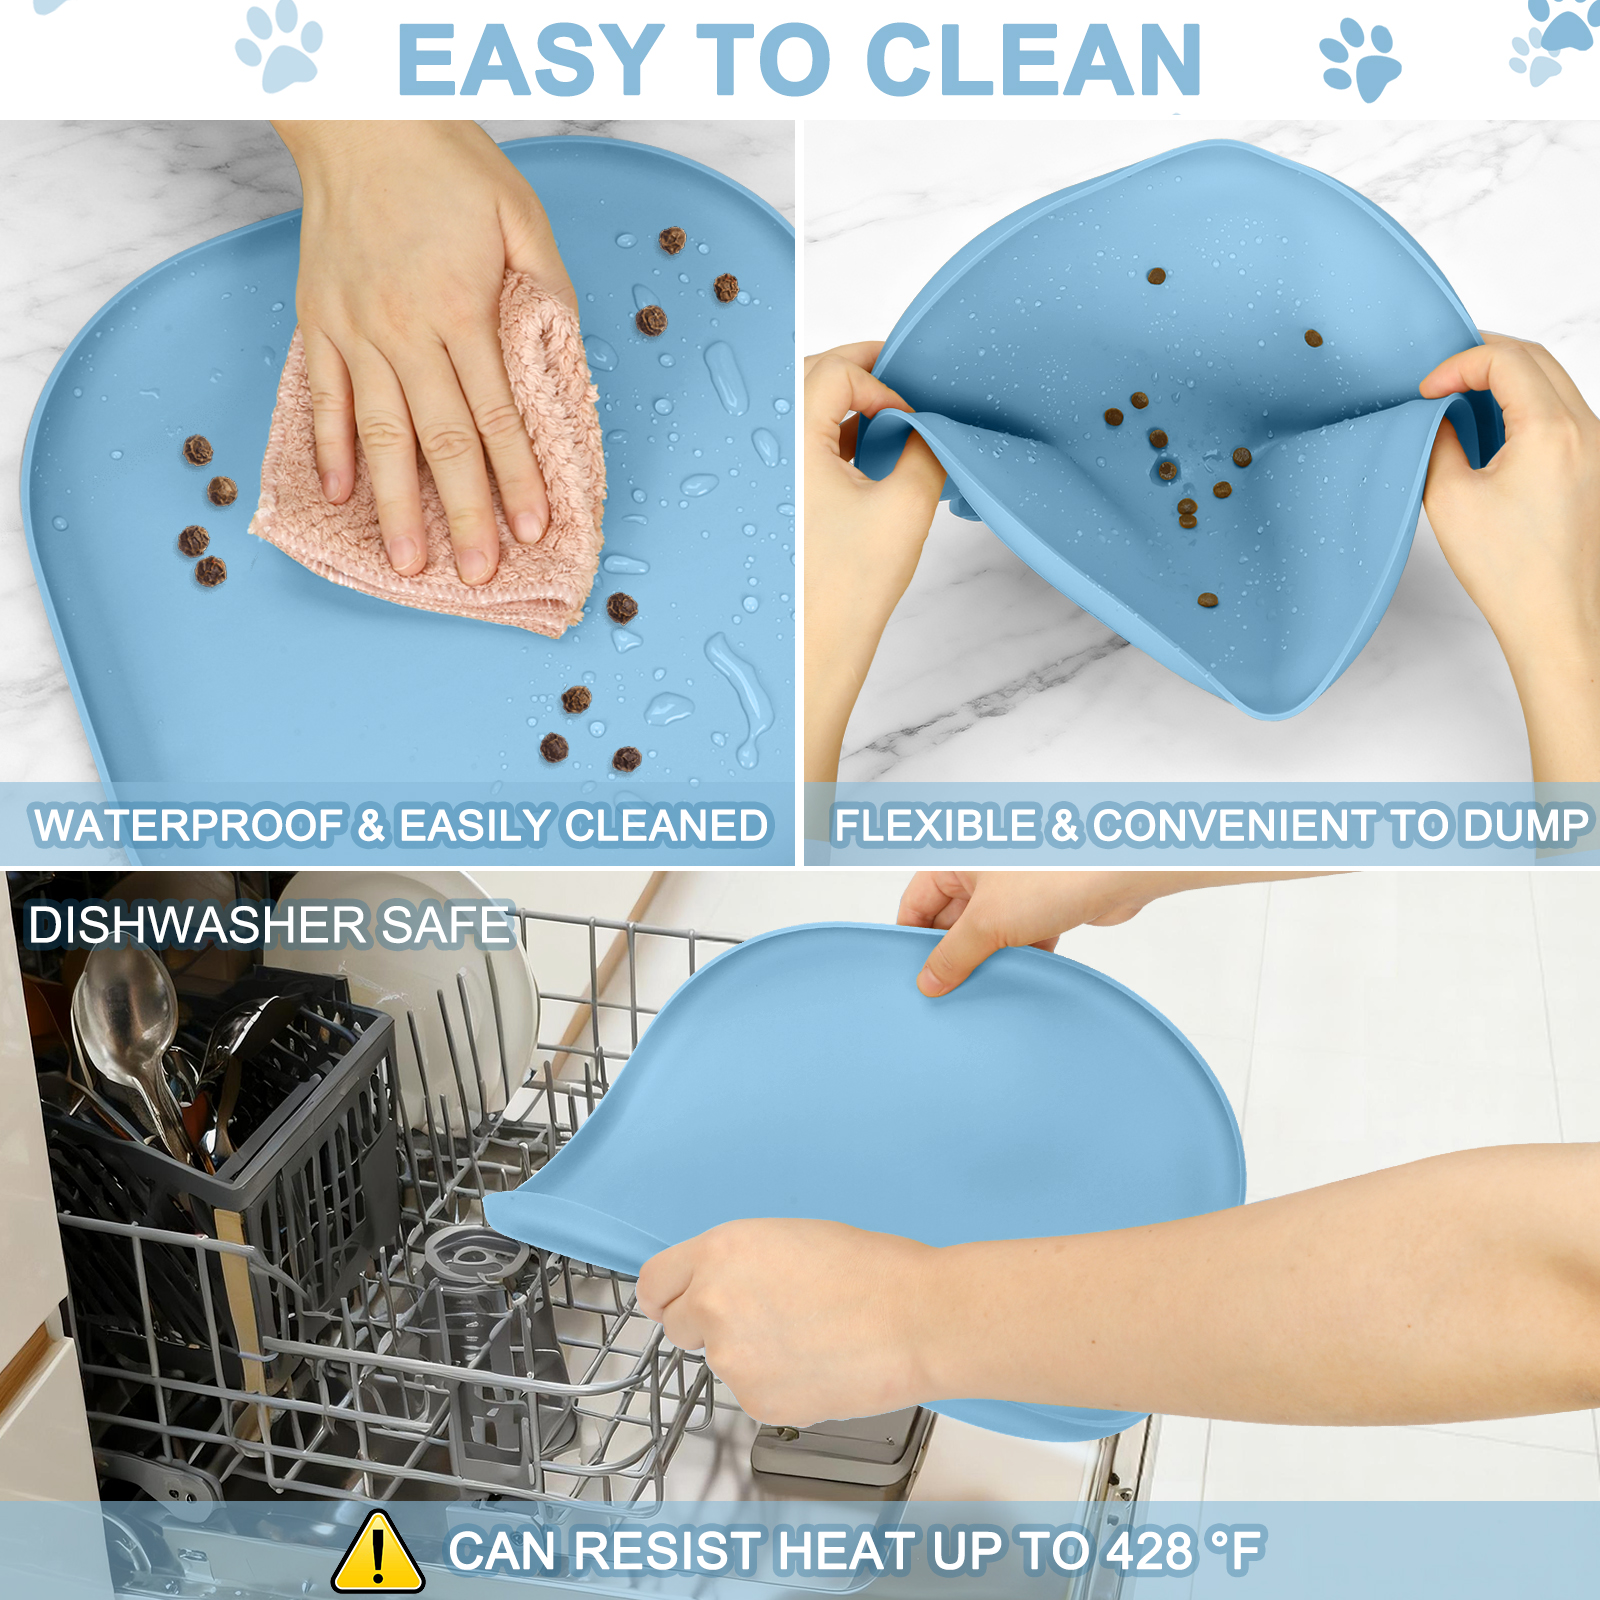 EASY TO CLEAN
WATERPROOF & EASILY CLEANED
FLEXIBLE & CONVENIENT TO DUMP
DISHWASHER SAFE
CAN RESIST HEAT UP TO 428 °F